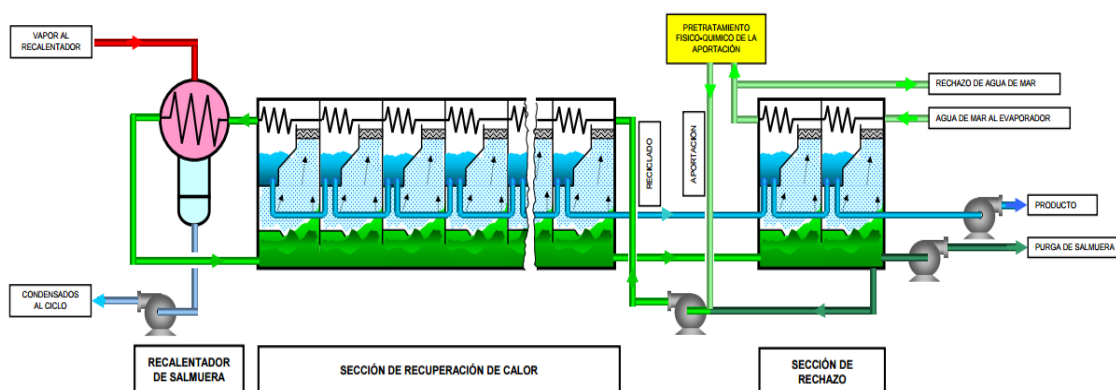 VAPOR AL
RECALENTADOR
PRETRATAMIENTO
FISICO-QUIMICO DE LA
APORTACIÓN
RECHAZO DE AGUA DE MAR
AGUA DE MAR AL EVAPORADOR
RECICLADO
APORTACIÓN
PRODUCTO
PURGA DE SALMUERA
CONDENSADOS
AL CICLO
RECALENTADOR
DE SALMUERA
SECCIÓN DE RECUPERACIÓN DE CALOR
SECCIÓN DE
RECHAZO